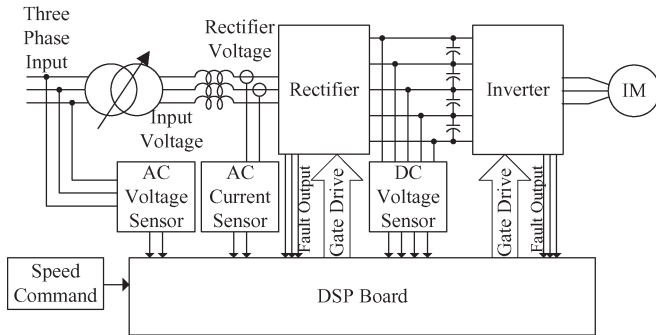 Three
Phase
Input
Rectifier
Voltage
Input
Voltage
Rectifier
Inverter
IM
AC
Voltage
Sensor
AC
Current
Sensor
Fault Output
Gate Drive
DC
Voltage
Sensor
Gate Drive
Fault Output
Speed
Command
DSP Board